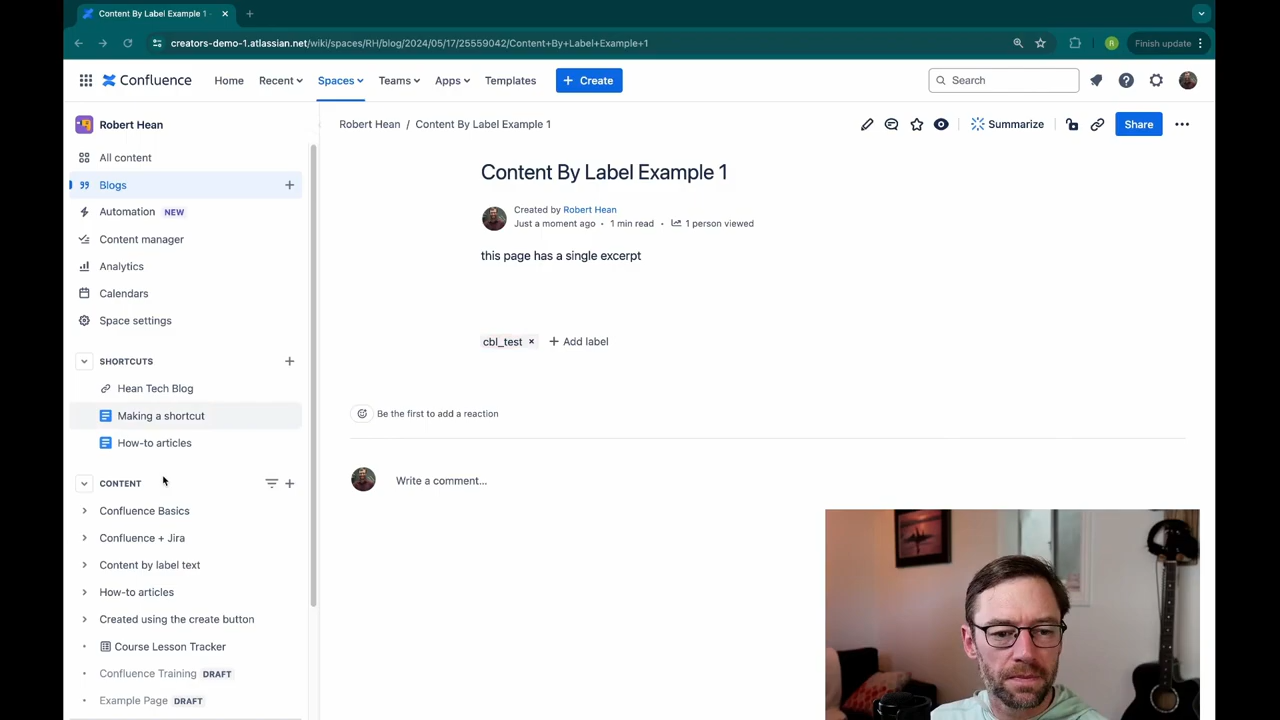 Content By Label Example 1
creators-demo-1.atlassian.net/wiki/spaces/RH/blog/2024/05/17/25559042/Content+By+Label+Example+1
Finish update
Confluence
Home
Recent
Spaces
Teams
Apps
Templates
+ Create
Search
Robert Hean
All content
Blogs
Automation NEW
Content manager
Analytics
Calendars
Space settings
SHORTCUTS
Hean Tech Blog
Making a shortcut
How-to articles
CONTENT
Confluence Basics
Confluence + Jira
Content by label text
How-to articles
Created using the create button
Course Lesson Tracker
Confluence Training DRAFT
Example Page DRAFT
Robert Hean / Content By Label Example 1
Summarize
Share
Content By Label Example 1
Created by Robert Hean
Just a moment ago • 1 min read • 1 person viewed
this page has a single excerpt
cbl_test × + Add label
Be the first to add a reaction
Write a comment...